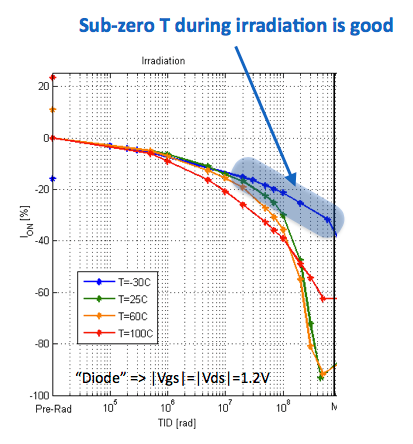 Sub-zero T during irradiation is good
Irradiation
20
0
-20
-40
-60
-80
-100
I_ON [%]
T=-30C
T=25C
T=60C
T=100C
“Diode” => |Vgs|=|Vds|=1.2V
Pre-Rad 10^5 10^6 10^7 10^8
TID [rad]